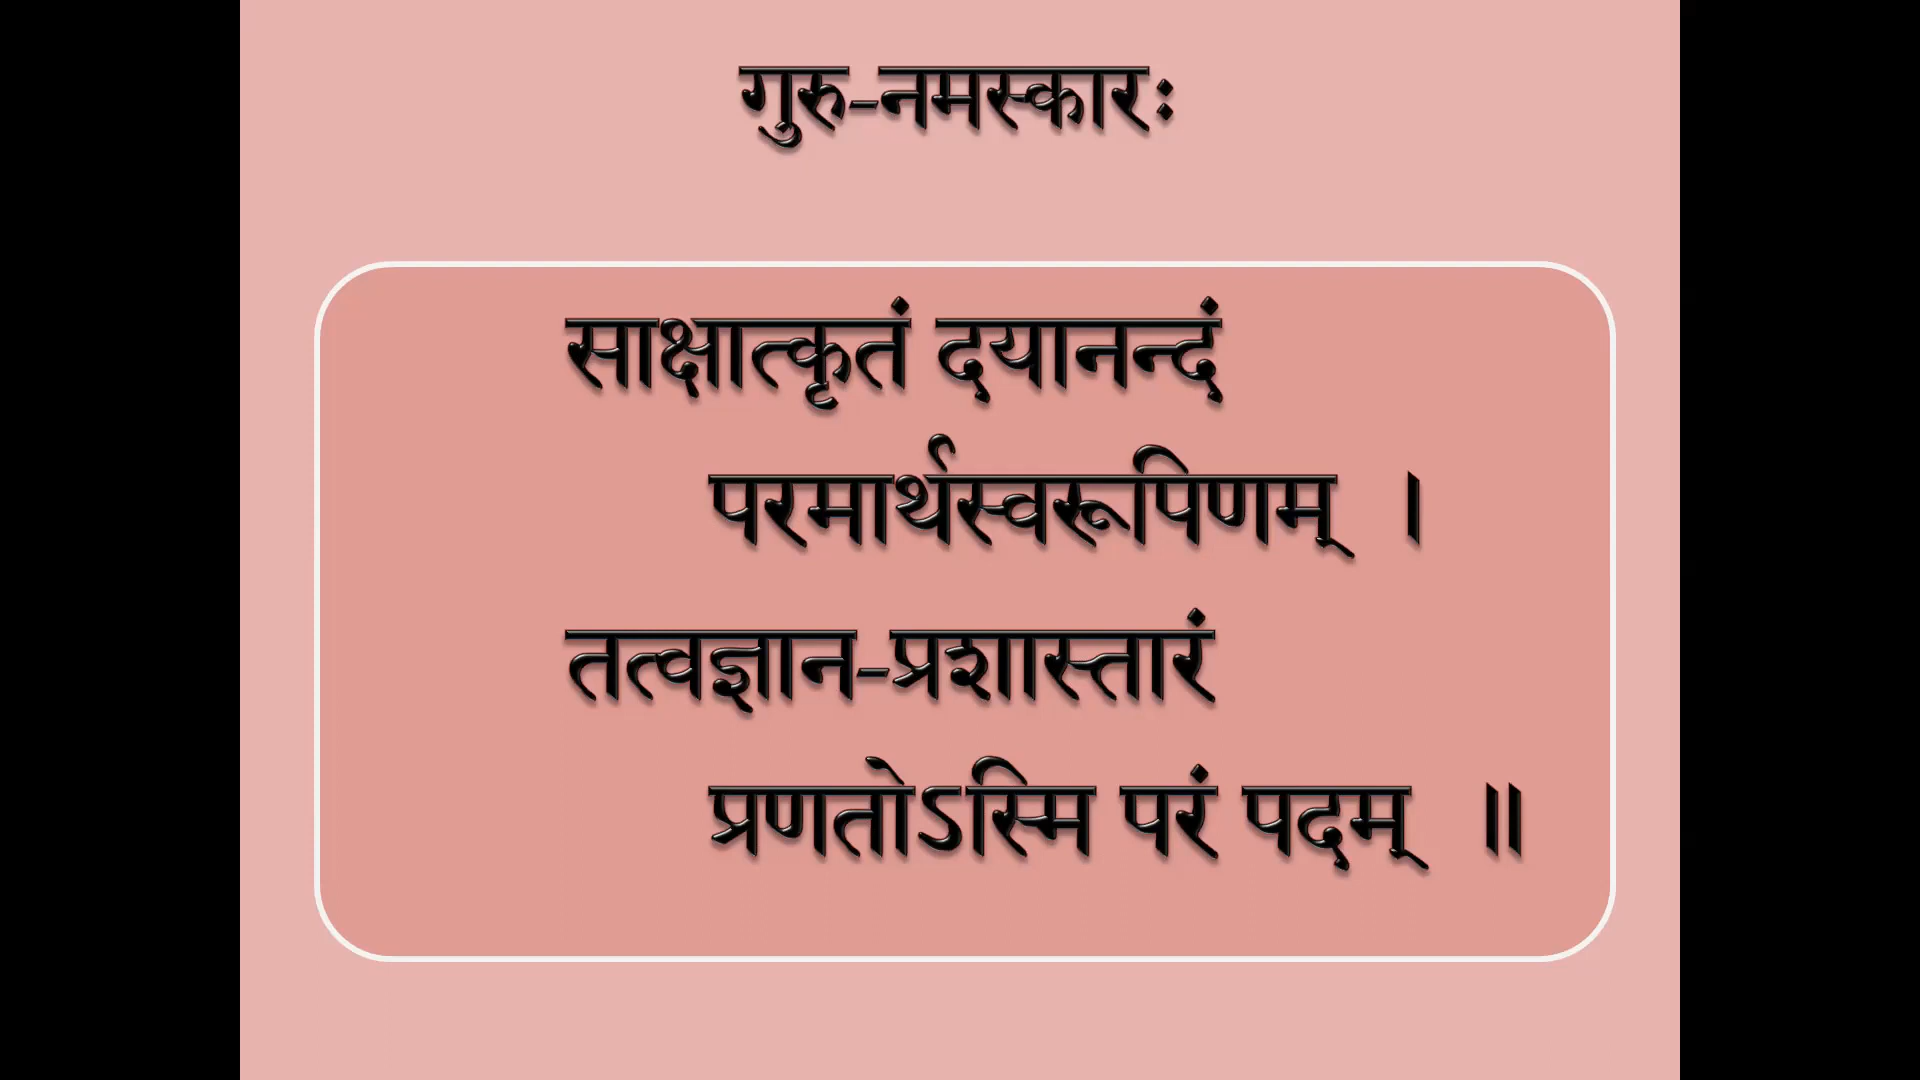 गुरु-नमस्कारः
साक्षात्कृतं दयानन्दं
परमार्थस्वरूपिणम् ।
तत्वज्ञान-प्रशास्तारं
प्रणतोऽस्मि परं पदम् ॥